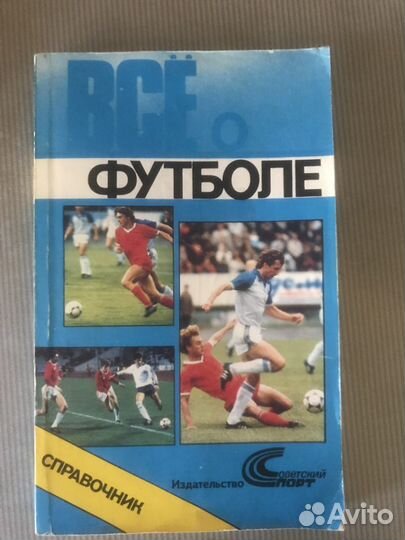 ВСЁ О
ФУТБОЛЕ
СПРАВОЧНИК
Издательство Советский
Спорт
Avito